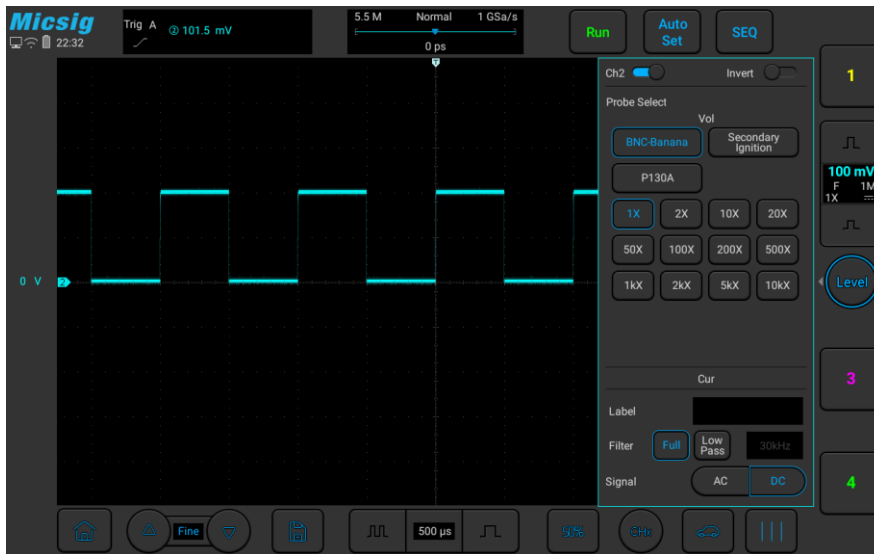 Micsig
22:32
Trig A
② 101.5 mV
5.5 M Normal 1 GSa/s
0 ps
Run
Auto
Set
SEQ
T
Ch2
Invert
Probe Select
Vol
BNC-Banana
Secondary
Ignition
P130A
1X 2X 10X 20X
50X 100X 200X 500X
1kX 2kX 5kX 10kX
Cur
Label
Filter Full Low
Pass 30kHz
Signal AC DC
0 V
2
1
100 mV
F 1M
1X
Level
3
4
Fine
500 µs
50%
CHx